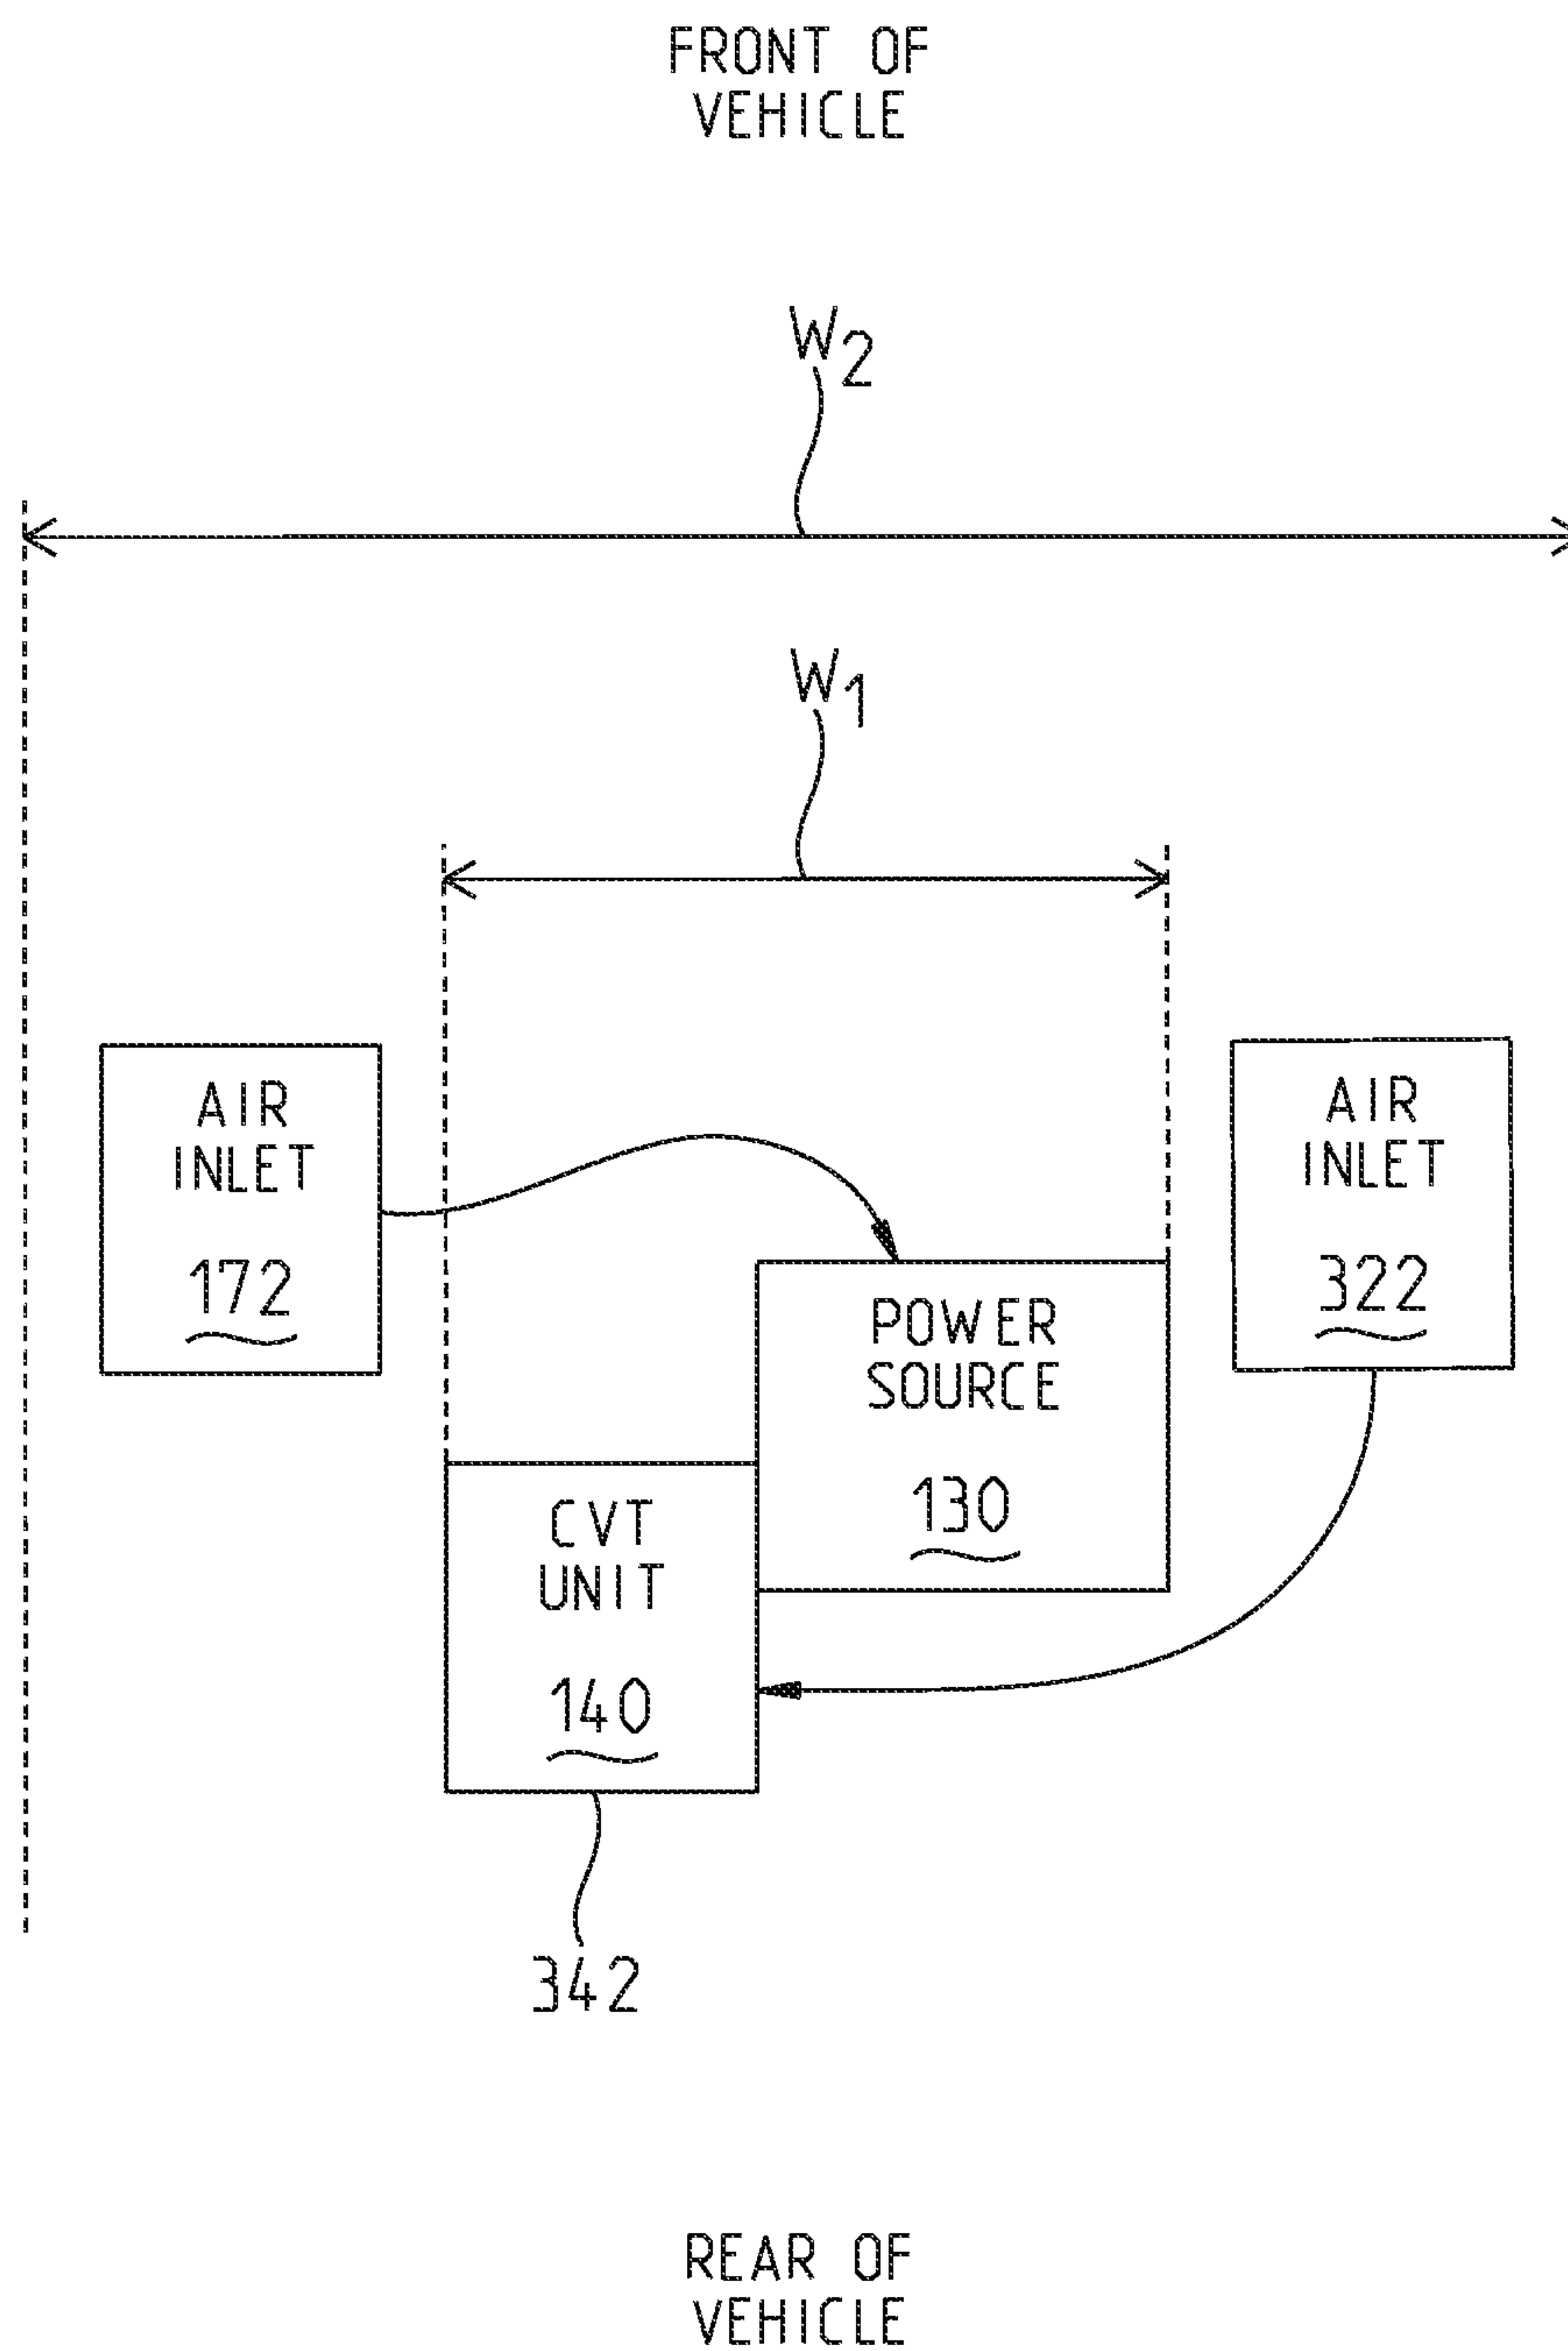 FRONT OF
VEHICLE
W2
W1
AIR
INLET
172
AIR
INLET
322
POWER
SOURCE
130
CVT
UNIT
140
342
REAR OF
VEHICLE